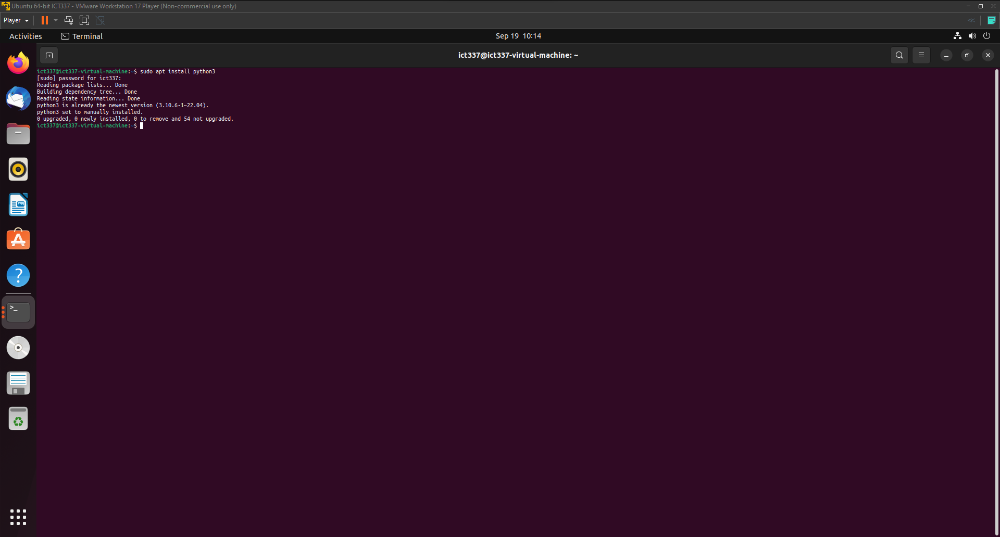 Ubuntu 64-bit ICT337 - VMware Workstation 17 Player (Non-commercial use only)
Player
Activities
Terminal
Sep 19 10:14
ict337@ict337-virtual-machine: ~
ict337@ict337-virtual-machine:~$ sudo apt install python3
[sudo] password for ict337:
Reading package lists... Done
Building dependency tree... Done
Reading state information... Done
python3 is already the newest version (3.10.6-1~22.04).
python3 set to manually installed.
0 upgraded, 0 newly installed, 0 to remove and 54 not upgraded.
ict337@ict337-virtual-machine:~$